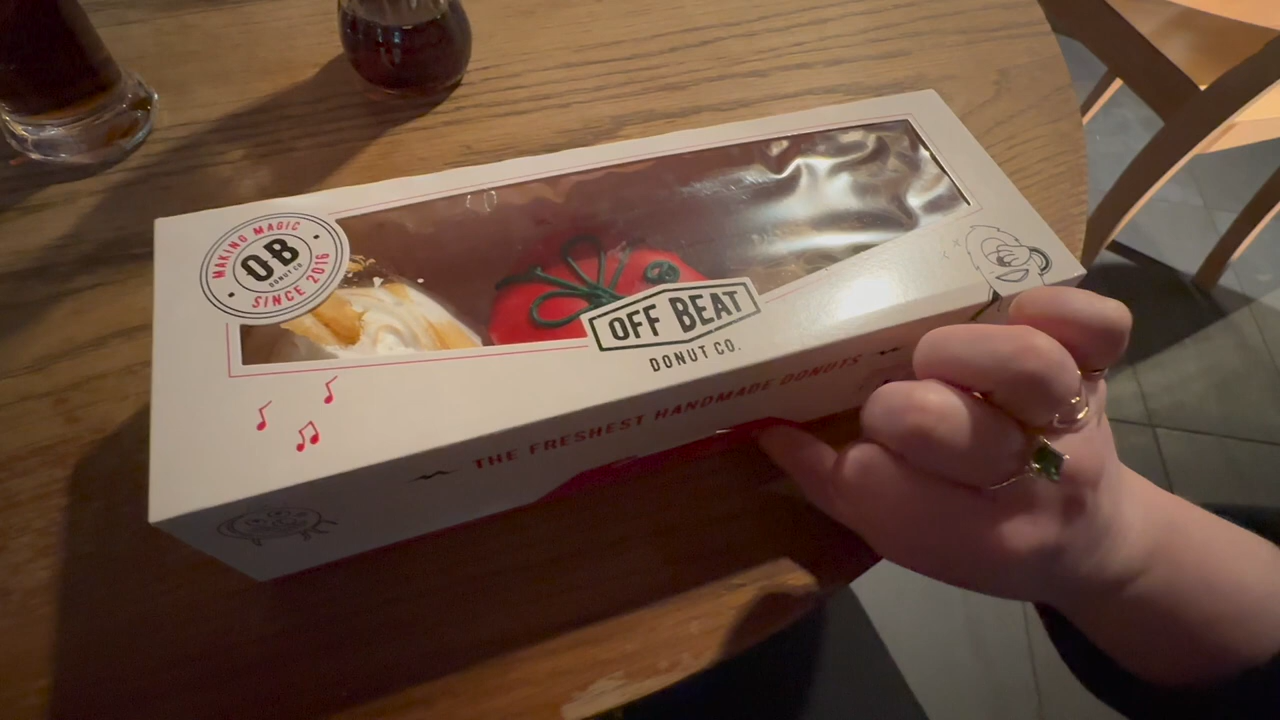 MAKING MAGIC
OB
DONUT CO.
SINCE 2016
OFF BEAT
DONUT CO.
THE FRESHEST HANDMADE DONUTS